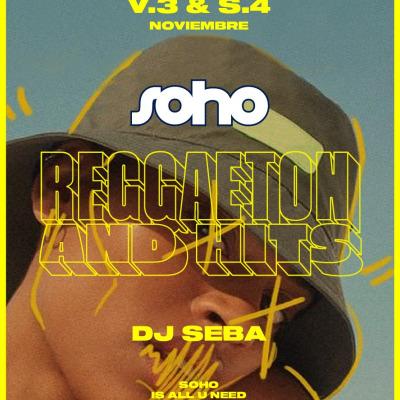 V.3 & S.4
NOVIEMBRE
soho
REGGAETON
AND HITS
DJ SEBA
SOHO
IS ALL U NEED